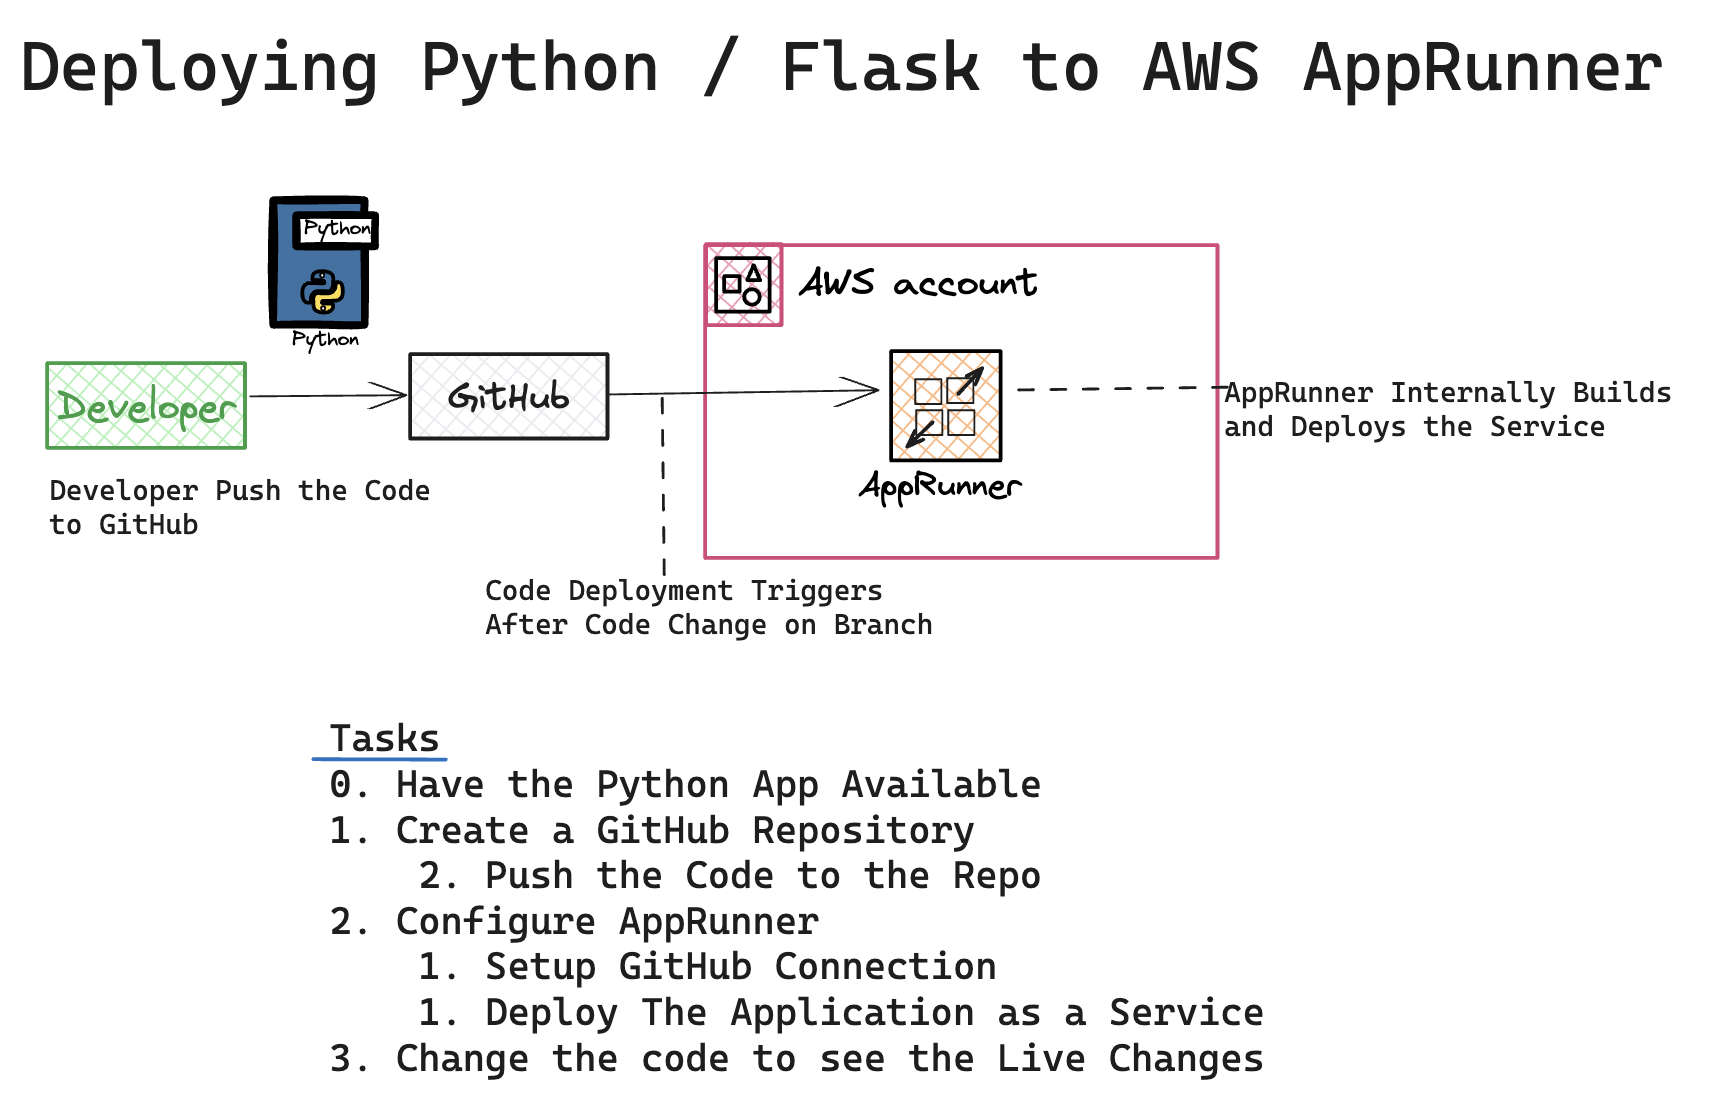 Deploying Python / Flask to AWS AppRunner
Python
Python
AWS account
Developer
GitHub
AppRunner
AppRunner Internally Builds
and Deploys the Service
Developer Push the Code
to GitHub
Code Deployment Triggers
After Code Change on Branch
Tasks
0. Have the Python App Available
1. Create a GitHub Repository
2. Push the Code to the Repo
2. Configure AppRunner
1. Setup GitHub Connection
1. Deploy The Application as a Service
3. Change the code to see the Live Changes